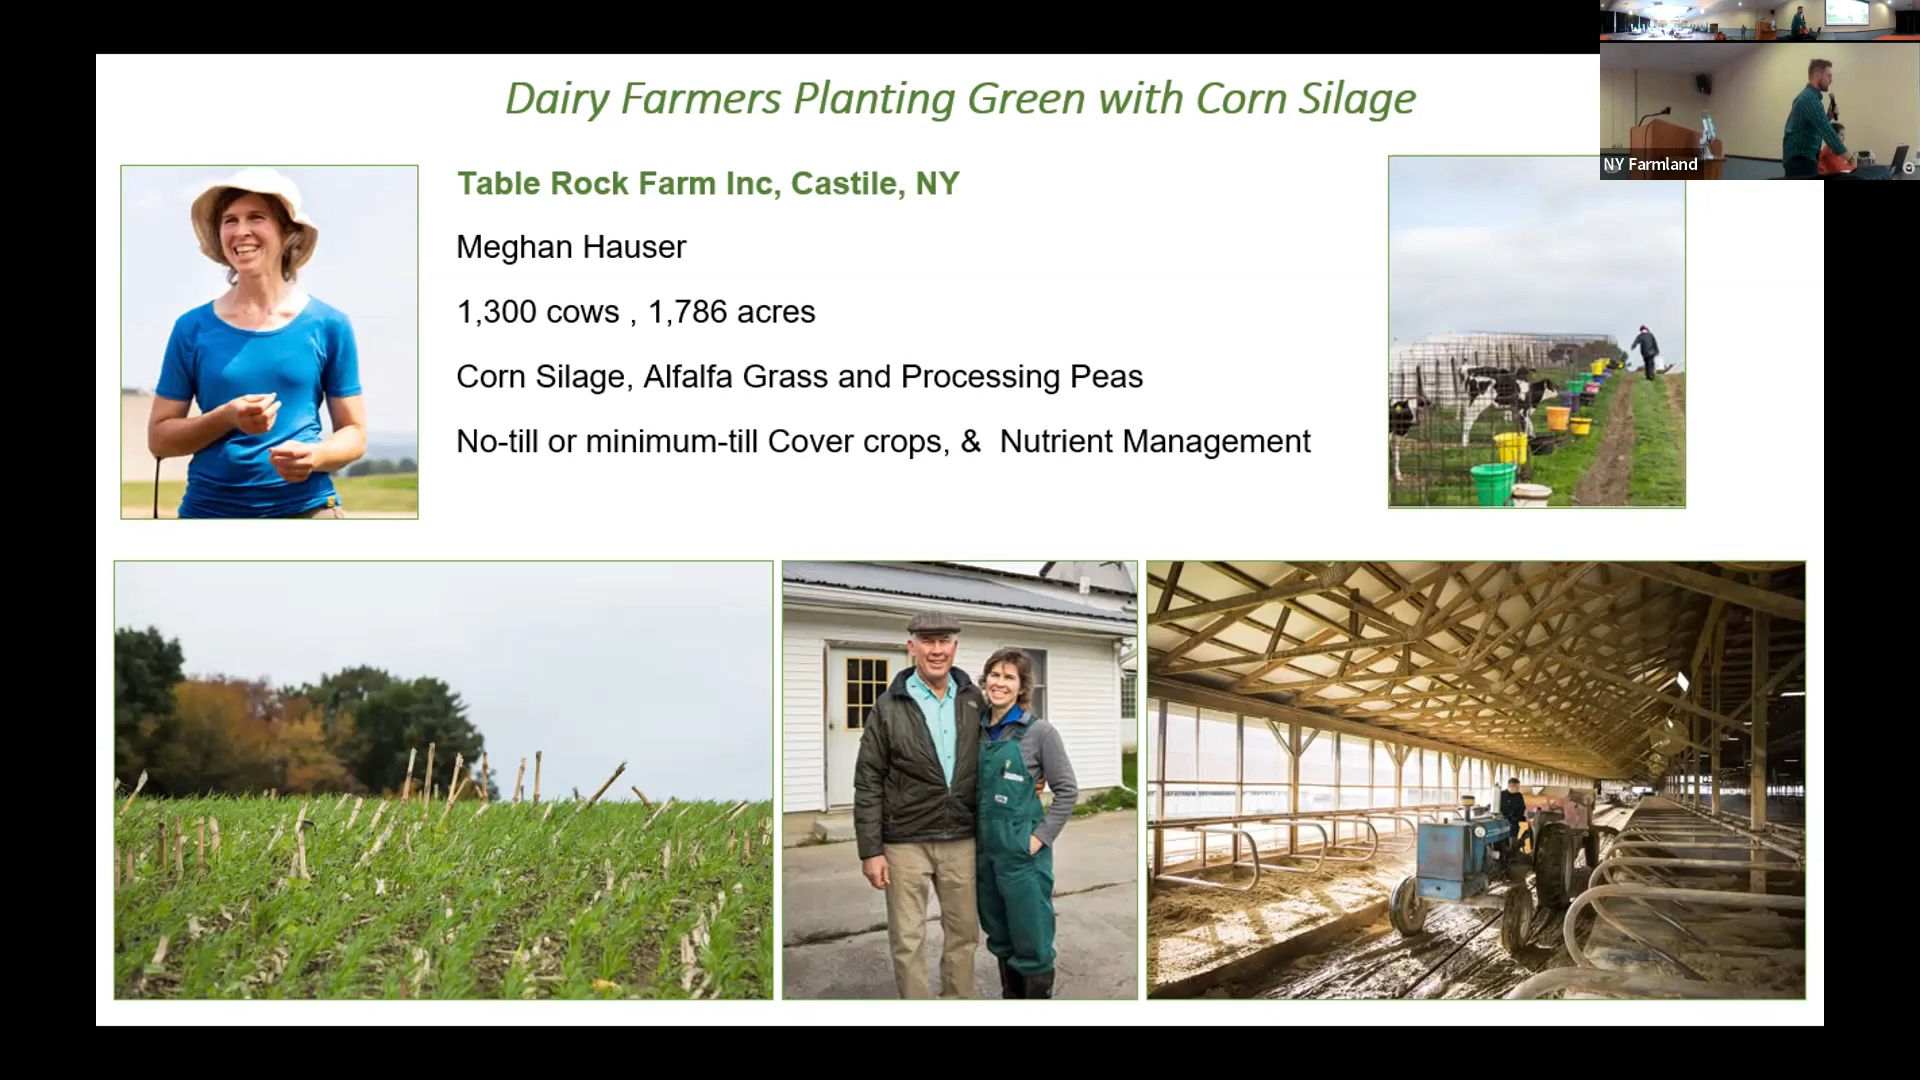 Dairy Farmers Planting Green with Corn Silage
Table Rock Farm Inc, Castile, NY
Meghan Hauser
1,300 cows , 1,786 acres
Corn Silage, Alfalfa Grass and Processing Peas
No-till or minimum-till Cover crops, &  Nutrient Management
NY Farmland